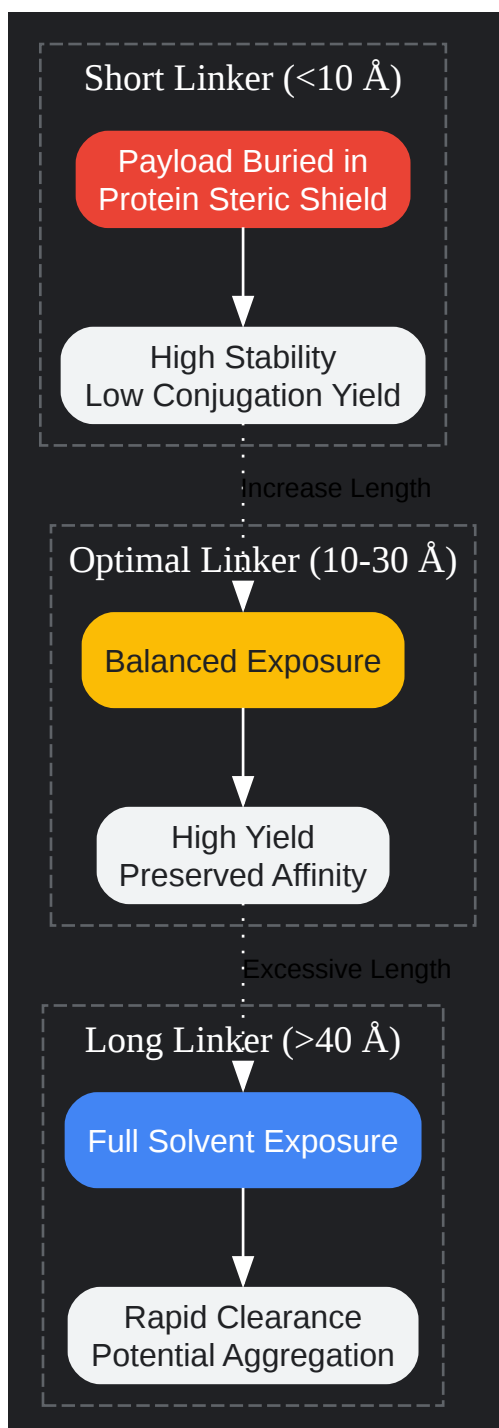 Short Linker (<10 Å)
Payload Buried in
Protein Steric Shield
High Stability
Low Conjugation Yield
Increase Length
Optimal Linker (10-30 Å)
Balanced Exposure
High Yield
Preserved Affinity
Excessive Length
Long Linker (>40 Å)
Full Solvent Exposure
Rapid Clearance
Potential Aggregation